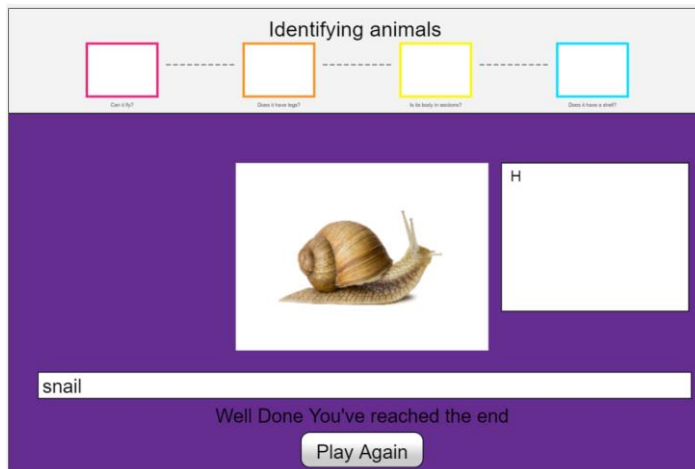 Identifying animals
Can it fly?
Does it have legs?
Is its body in sections?
Does it have a shell?
H
snail
Well Done You've reached the end
Play Again